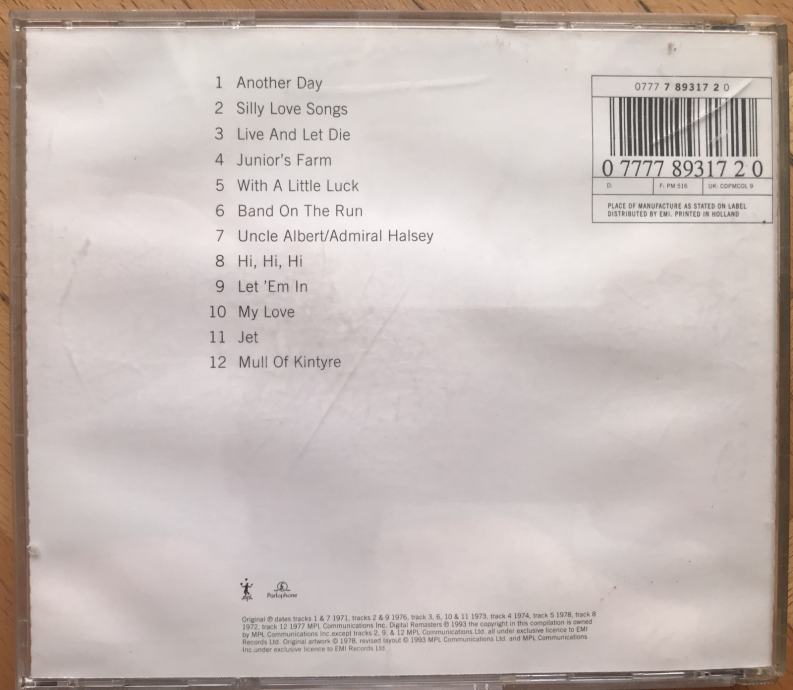 1 Another Day
2 Silly Love Songs
3 Live And Let Die
4 Junior's Farm
5 With A Little Luck
6 Band On The Run
7 Uncle Albert/Admiral Halsey
8 Hi, Hi, Hi
9 Let 'Em In
10 My Love
11 Jet
12 Mull Of Kintyre
0777 7 89317 2 0
0 7777 89317 2 0
D: F: PM 516 UK: CDPMCOL 9
PLACE OF MANUFACTURE AS STATED ON LABEL
DISTRIBUTED BY EMI. PRINTED IN HOLLAND
MPL Parlophone
Original ℗ dates tracks 1 & 7 1971, tracks 2 & 9 1976, track 3, 6, 10 & 11 1973, track 4 1974, track 5 1978, track 8
1972, track 12 1977 MPL Communications Inc. Digital Remasters ℗ 1993 the copyright in this compilation is owned
by MPL Communications Inc.except tracks 2, 9, & 12 MPL Communications Ltd. all under exclusive licence to EMI
Records Ltd. Original artwork © 1978, revised layout © 1993 MPL Communications Ltd. and MPL Communications
Inc.under exclusive licence to EMI Records Ltd.